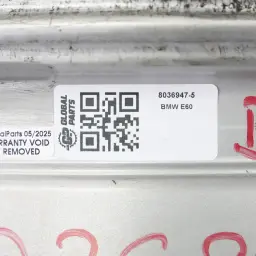 8036947-5
BMW E60
GLOBAL
PARTS
alParts 05/2025
RRANTY VOID
REMOVED